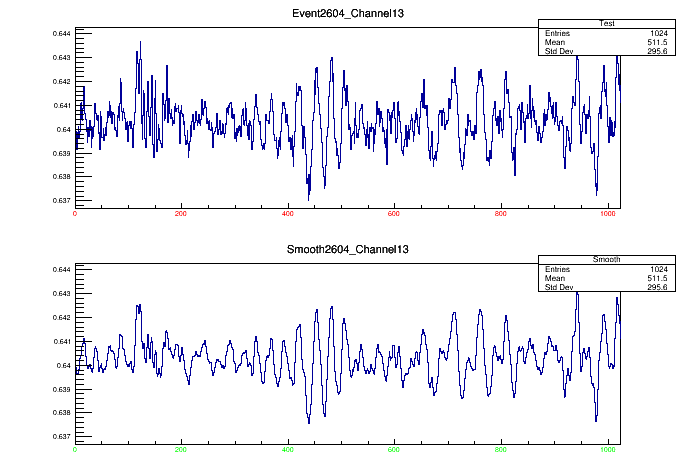 Event2604_Channel13
Test
Entries 1024
Mean 511.5
Std Dev 295.6
0.644
0.643
0.642
0.641
0.64
0.639
0.638
0.637
0 200 400 600 800 1000
Smooth2604_Channel13
Smooth
Entries 1024
Mean 511.5
Std Dev 295.6
0.644
0.643
0.642
0.641
0.64
0.639
0.638
0.637
0 200 400 600 800 1000